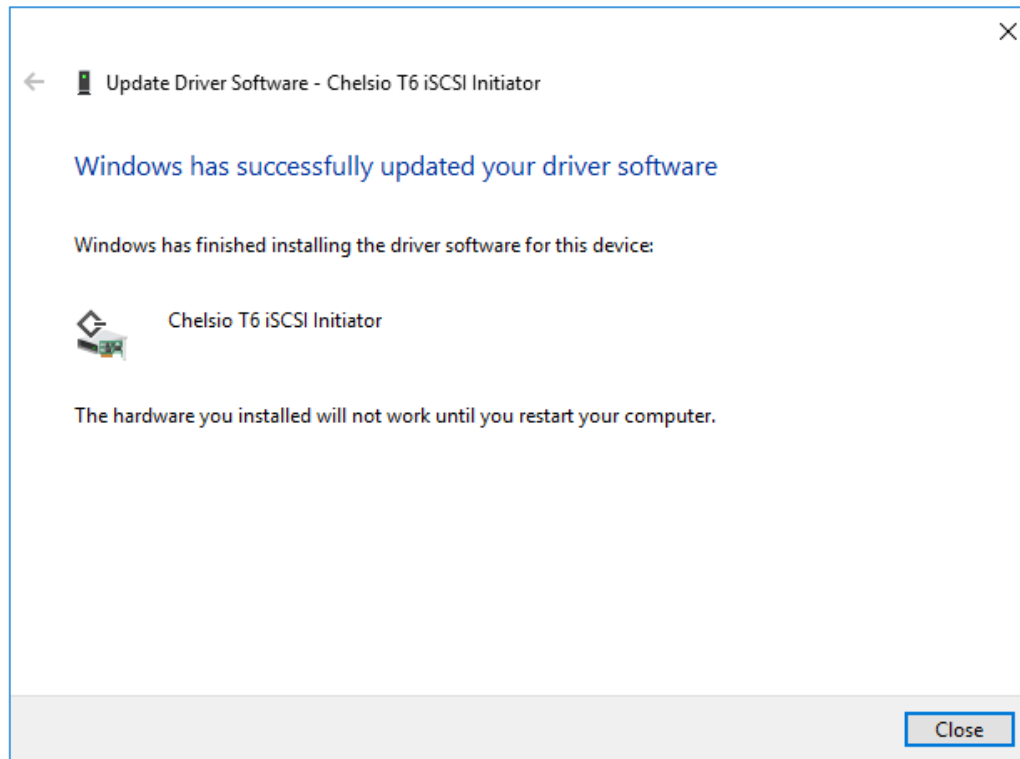 Update Driver Software - Chelsio T6 iSCSI Initiator
Windows has successfully updated your driver software
Windows has finished installing the driver software for this device:
Chelsio T6 iSCSI Initiator
The hardware you installed will not work until you restart your computer.
Close